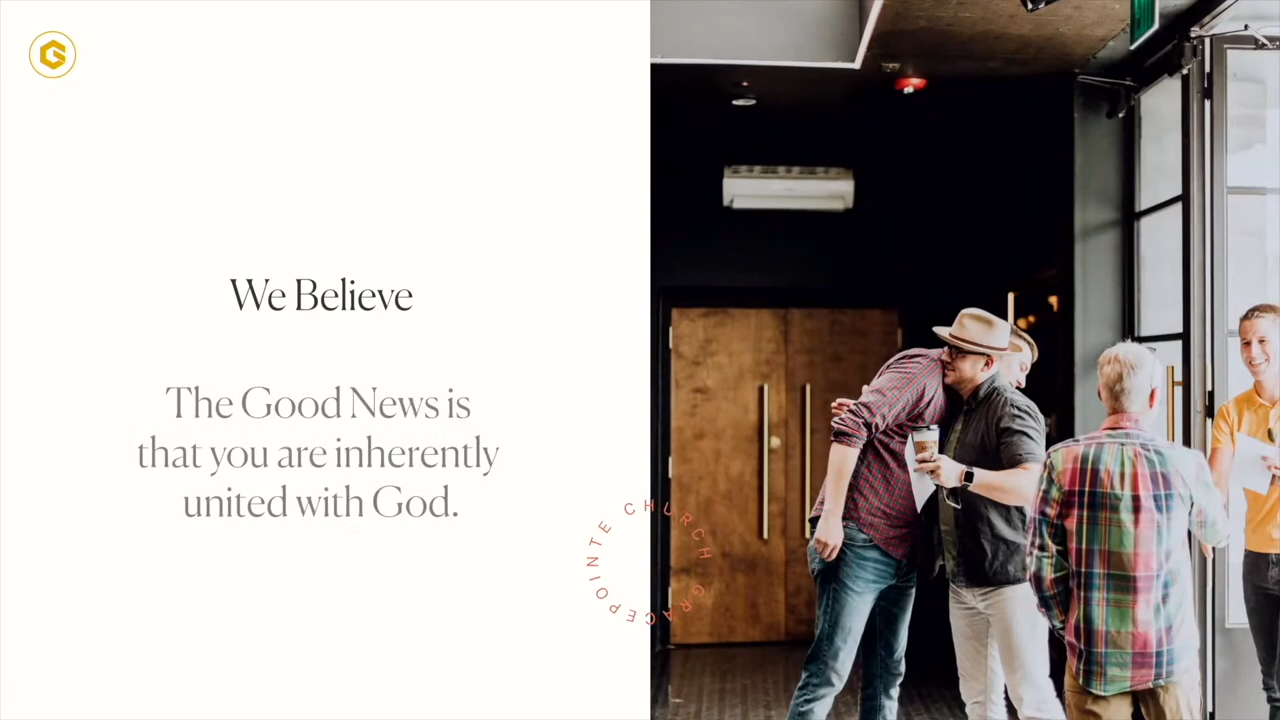 We Believe
The Good News is
that you are inherently
united with God.
GRACEPOINTE CHURCH